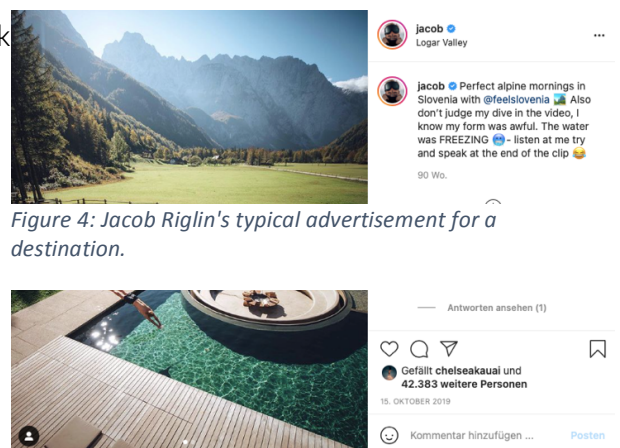 k
jacob
Logar Valley
jacob Perfect alpine mornings in
Slovenia with @feelslovenia 🏞️ Also
don't judge my dive in the video, I
know my form was awful. The water
was FREEZING 🥶 - listen at me try
and speak at the end of the clip 😂
90 Wo.
Figure 4: Jacob Riglin's typical advertisement for a
destination.
Antworten ansehen (1)
Gefällt chelseakauai und
42.383 weitere Personen
15. OKTOBER 2019
Kommentar hinzufügen ...
Posten